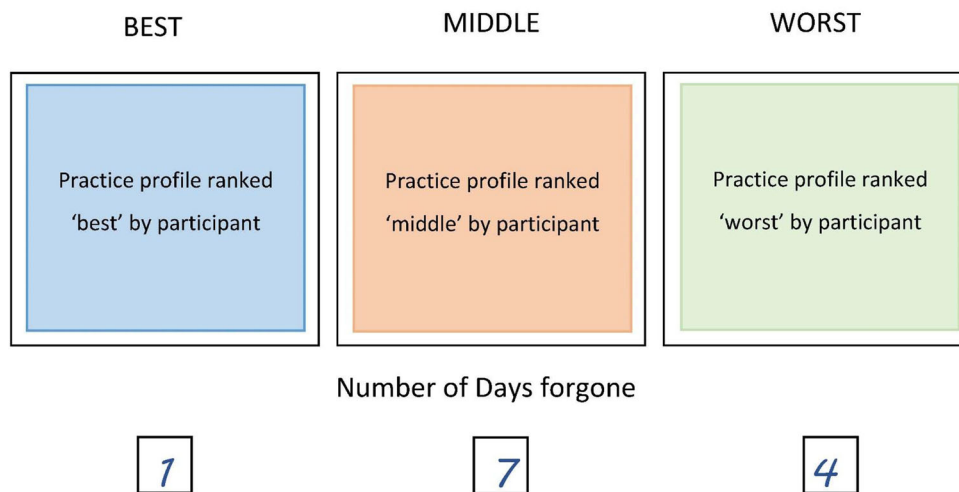 BEST
MIDDLE
WORST
Practice profile ranked
‘best’ by participant
Practice profile ranked
‘middle’ by participant
Practice profile ranked
‘worst’ by participant
Number of Days forgone
1
7
4